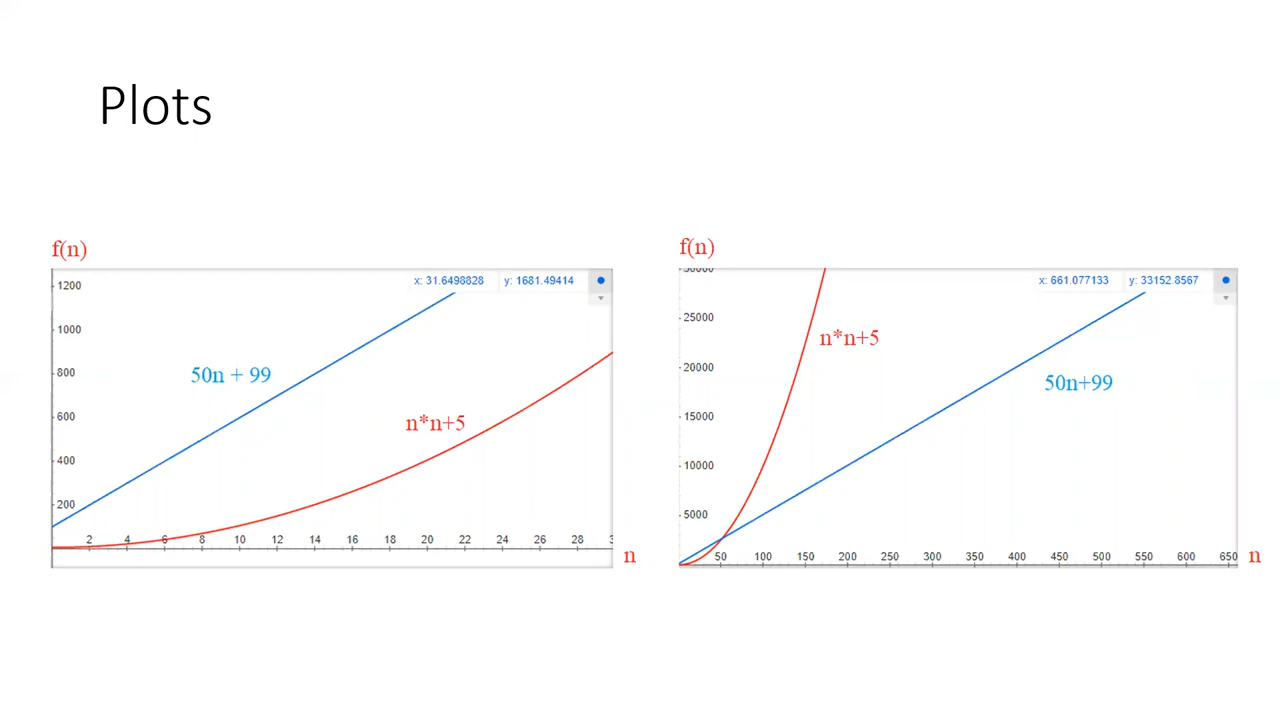 Plots
f(n)
x: 31.6498828 y: 1681.49414
1200
1000
800
600
400
200
50n + 99
n*n+5
2 4 6 8 10 12 14 16 18 20 22 24 26 28
n
f(n)
x: 661.077133 y: 33152.8567
30000
25000
20000
15000
10000
5000
n*n+5
50n+99
50 100 150 200 250 300 350 400 450 500 550 600 650
n